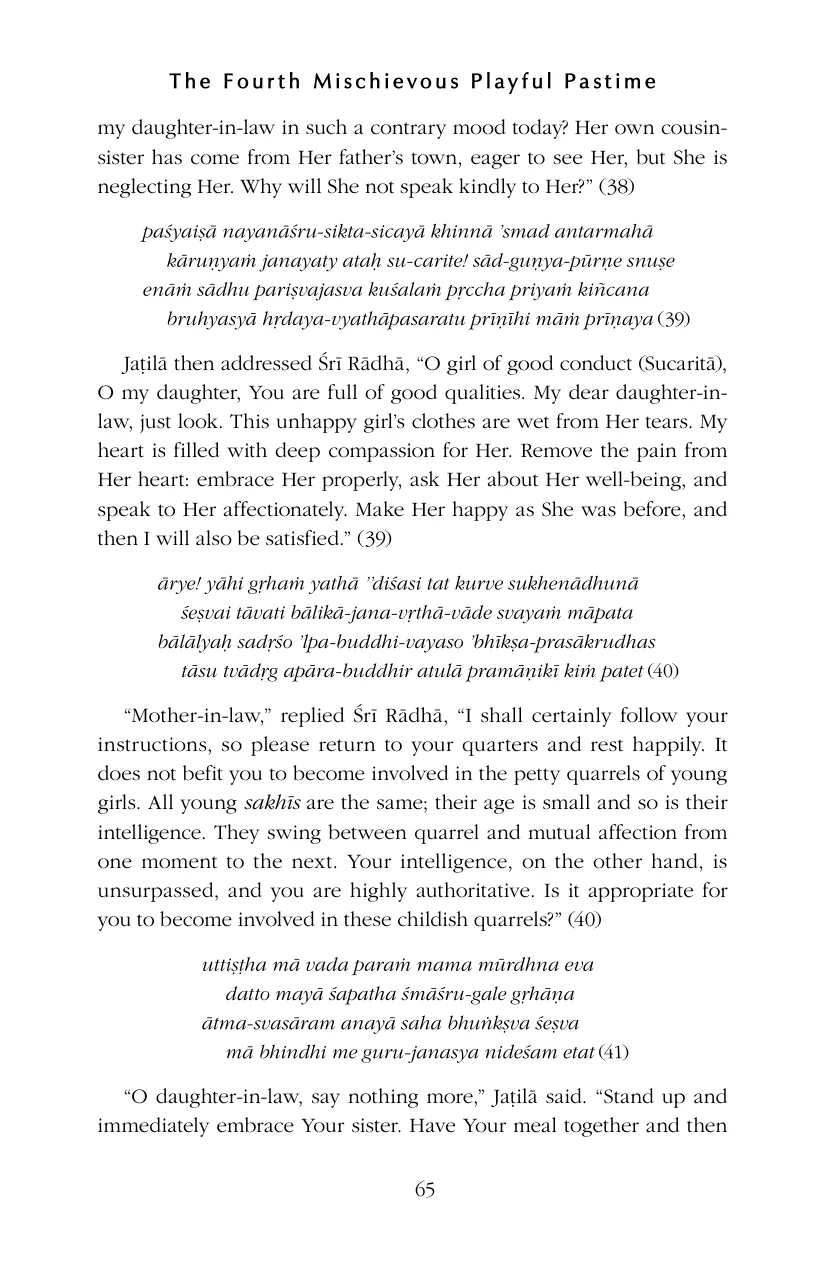 The Fourth Mischievous Playful Pastime
my daughter-in-law in such a contrary mood today? Her own cousin-
sister has come from Her father’s town, eager to see Her, but She is
neglecting Her. Why will She not speak kindly to Her?” (38)
paśyaiṣā nayanāśru-sikta-sicayā khinnā ’smad antarmahā
kāruṇyaṁ janayaty ataḥ su-carite! sād-guṇya-pūrṇe snuṣe
enāṁ sādhu pariṣvajasva kuśalaṁ pṛccha priyaṁ kiñcana
bruhyasyā hṛdaya-vyathāpasaratu prīṇīhi māṁ prīṇaya (39)
Jaṭilā then addressed Śrī Rādhā, “O girl of good conduct (Sucaritā),
O my daughter, You are full of good qualities. My dear daughter-in-
law, just look. This unhappy girl’s clothes are wet from Her tears. My
heart is filled with deep compassion for Her. Remove the pain from
Her heart: embrace Her properly, ask Her about Her well-being, and
speak to Her affectionately. Make Her happy as She was before, and
then I will also be satisfied.” (39)
ārye! yāhi gṛhaṁ yathā ’’diśasi tat kurve sukhenādhunā
śeṣvai tāvati bālikā-jana-vṛthā-vāde svayaṁ māpata
bālālyaḥ sadṛśo ’lpa-buddhi-vayaso ’bhīkṣa-prasākrudhas
tāsu tvādṛg apāra-buddhir atulā pramāṇikī kiṁ patet (40)
“Mother-in-law,” replied Śrī Rādhā, “I shall certainly follow your
instructions, so please return to your quarters and rest happily. It
does not befit you to become involved in the petty quarrels of young
girls. All young sakhīs are the same; their age is small and so is their
intelligence. They swing between quarrel and mutual affection from
one moment to the next. Your intelligence, on the other hand, is
unsurpassed, and you are highly authoritative. Is it appropriate for
you to become involved in these childish quarrels?” (40)
uttiṣṭha mā vada paraṁ mama mūrdhna eva
datto mayā śapatha śmāśru-gale gṛhāṇa
ātma-svasāram anayā saha bhuṅkṣva śeṣva
mā bhindhi me guru-janasya nideśam etat (41)
“O daughter-in-law, say nothing more,” Jaṭilā said. “Stand up and
immediately embrace Your sister. Have Your meal together and then
65